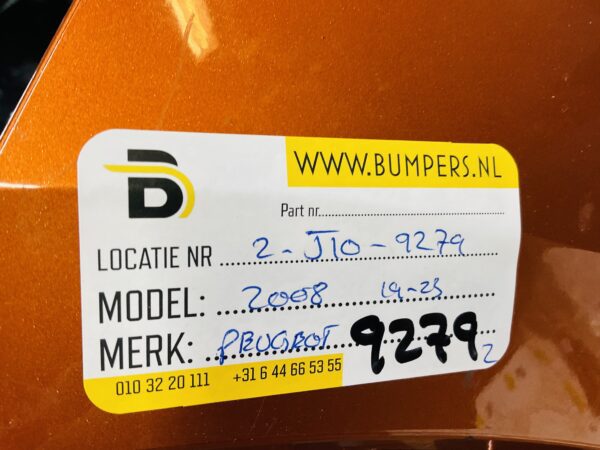 B
WWW.BUMPERS.NL
Part nr.
LOCATIE NR 2-J10-9279
MODEL: 2008 19-23
MERK: PEUGEOT 9279 2
010 32 20 111 +31 6 44 66 53 55